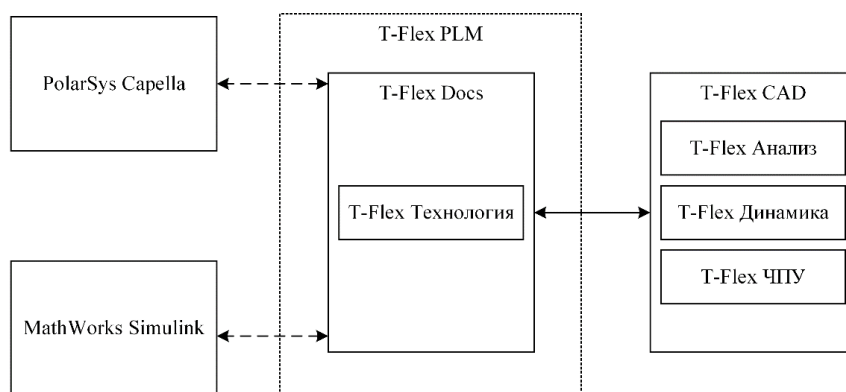 PolarSys Capella
MathWorks Simulink
T-Flex PLM
T-Flex Docs
T-Flex Технология
T-Flex CAD
T-Flex Анализ
T-Flex Динамика
T-Flex ЧПУ